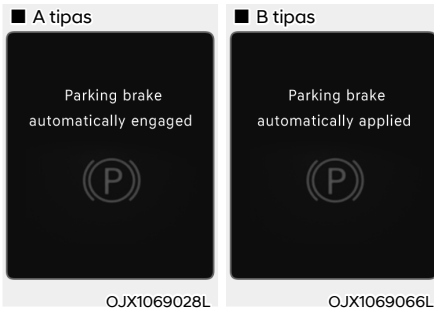 ■ A tipas
Parking brake
automatically engaged
P
OJX1069028L
■ B tipas
Parking brake
automatically applied
P
OJX1069066L